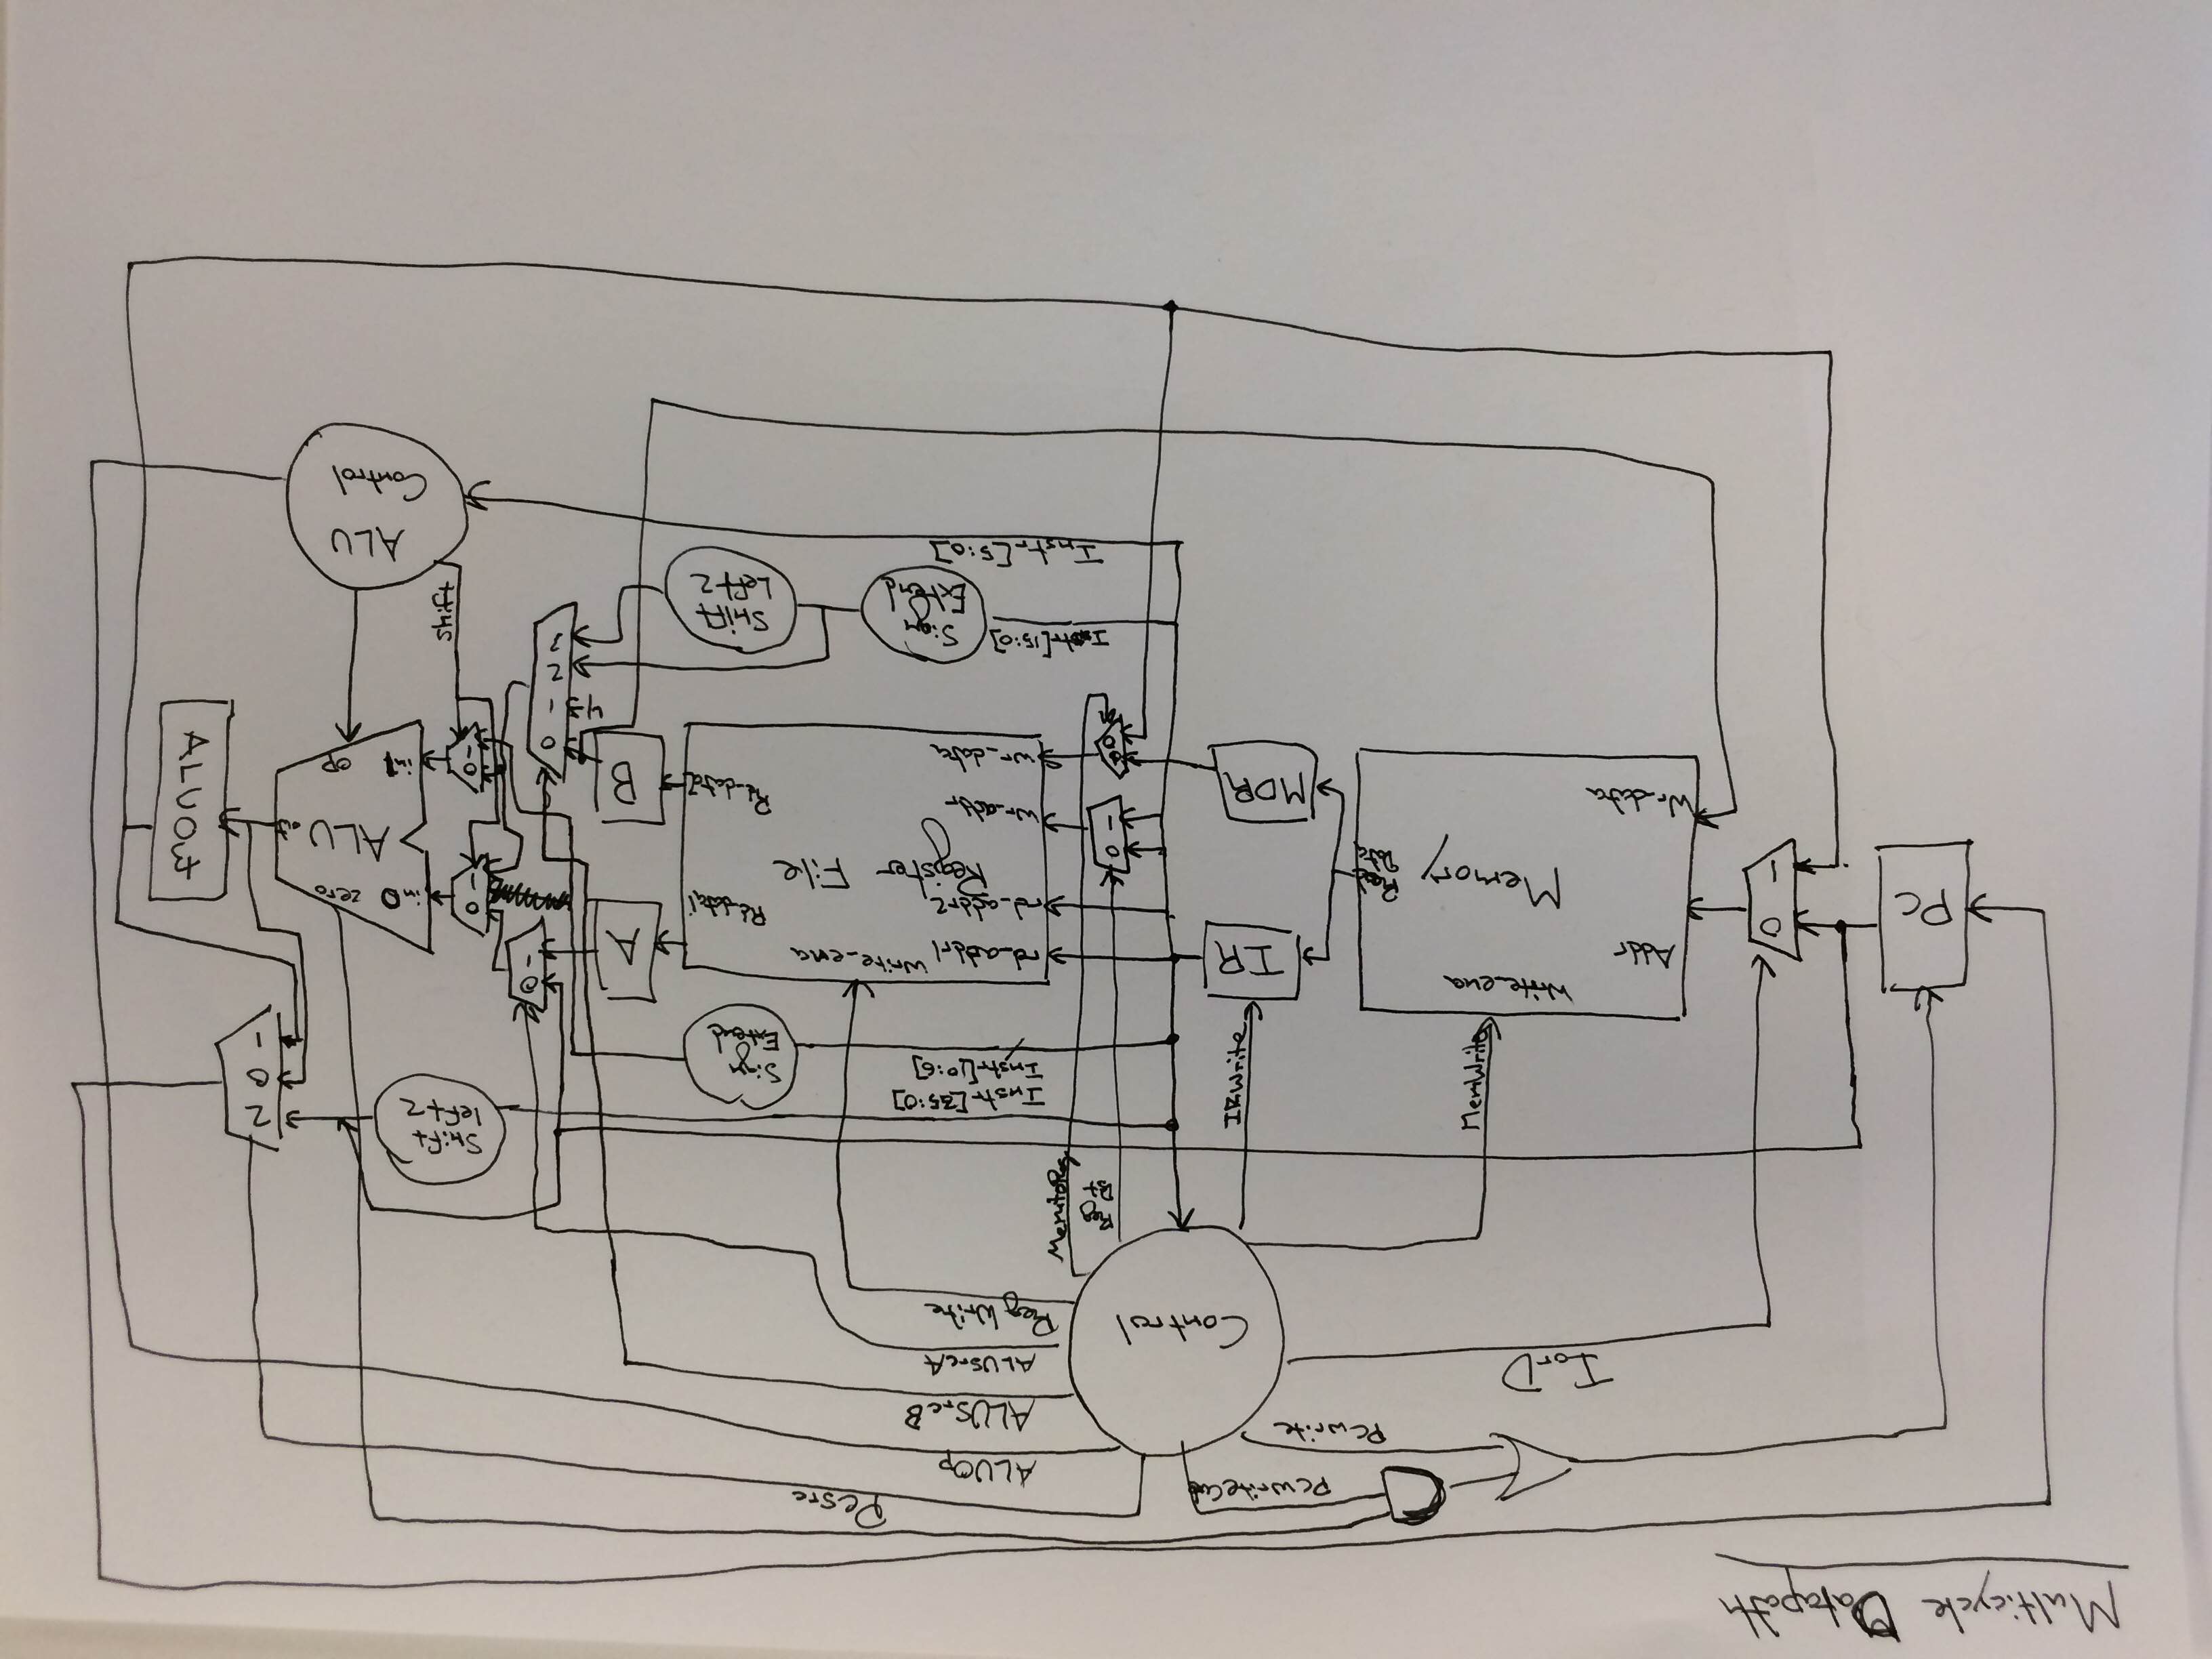 Multicycle Datapath
PCSrc
ALUOp
ALUSrcB
ALUSrcA
RegWrite
MemtoReg
Reg
Dst
Control
PCWriteCond
PCWrite
IorD
IRWrite
MemWrite
PC
0
1
Addr
Write_ena
Memory
Wr_data
Read
Data
IR
MDR
0
1
Instr[25:0]
Instr[10:6]
Instr[15:0]
Instr[5:0]
rd_addr1
Write_ena
rd_addr2
Register File
wr_addr
wr_data
Rd_data1
Rd_data2
Sign
Extend
Sign
Extend
Shift
Left 2
Shift
left 2
A
B
0
1
4
0
1
2
3
0
1
0
1
Shift
in0
zero
ALU
out
in1
op
ALU
Control
ALUOut
2
0
1